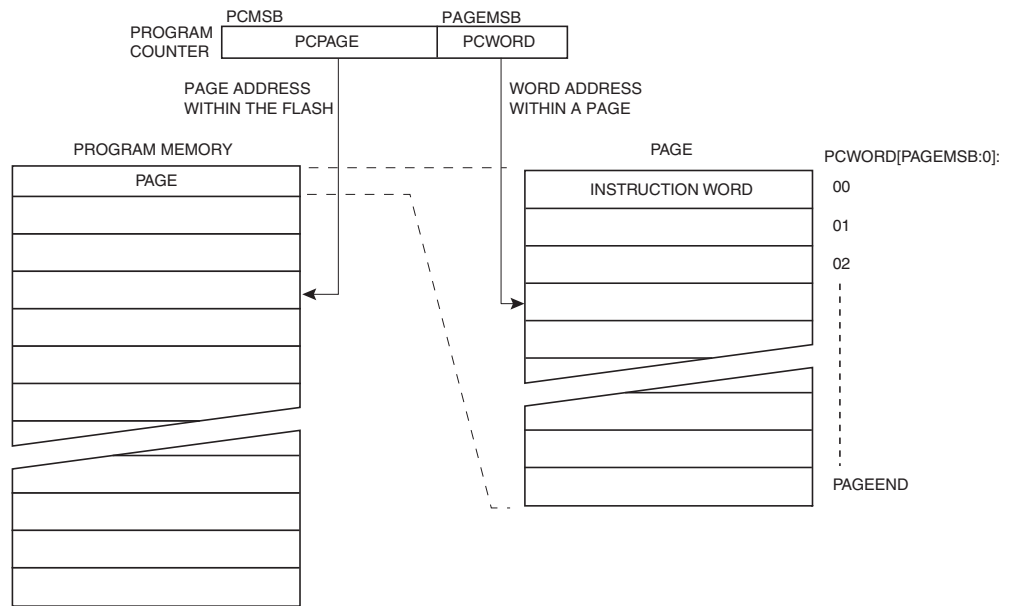 PCMSB
PAGEMSB
PROGRAM
COUNTER
PCPAGE
PCWORD
PAGE ADDRESS
WITHIN THE FLASH
WORD ADDRESS
WITHIN A PAGE
PROGRAM MEMORY
PAGE
PAGE
PCWORD[PAGEMSB:0]:
INSTRUCTION WORD
00
01
02
PAGEEND